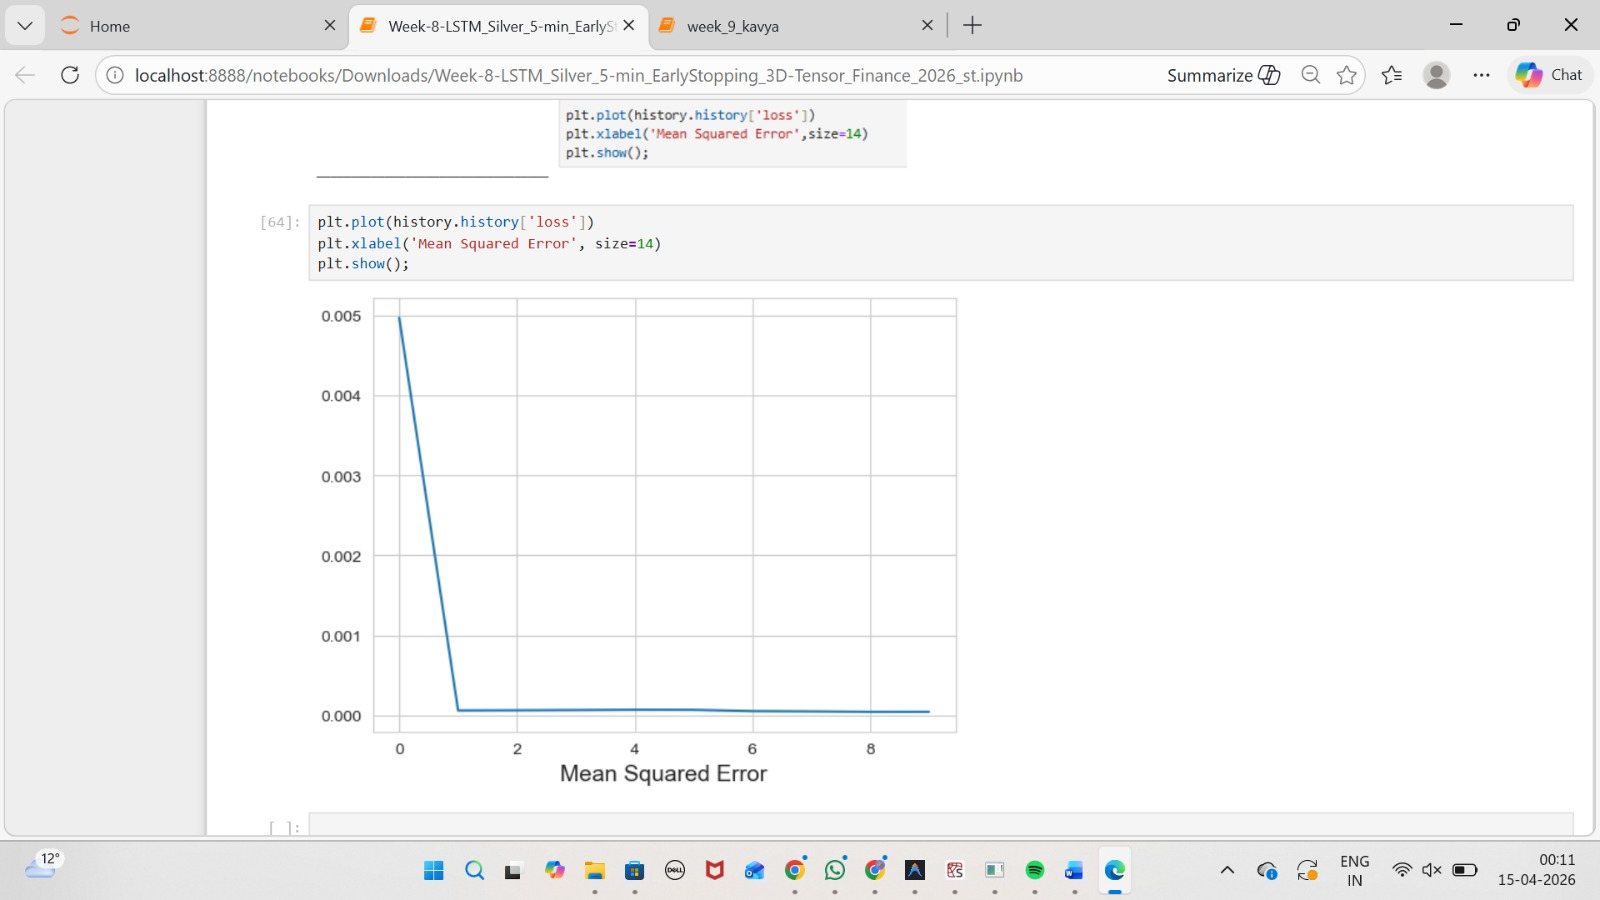 Home
Week-8-LSTM_Silver_5-min_EarlyS
week_9_kavya
localhost:8888/notebooks/Downloads/Week-8-LSTM_Silver_5-min_EarlyStopping_3D-Tensor_Finance_2026_st.ipynb
Summarize
Chat
plt.plot(history.history['loss'])
plt.xlabel('Mean Squared Error',size=14)
plt.show();
[64]:
plt.plot(history.history['loss'])
plt.xlabel('Mean Squared Error', size=14)
plt.show();
0.005
0.004
0.003
0.002
0.001
0.000
0 2 4 6 8
Mean Squared Error
[ ]:
12°
DELL
ENG
IN
00:11
15-04-2026